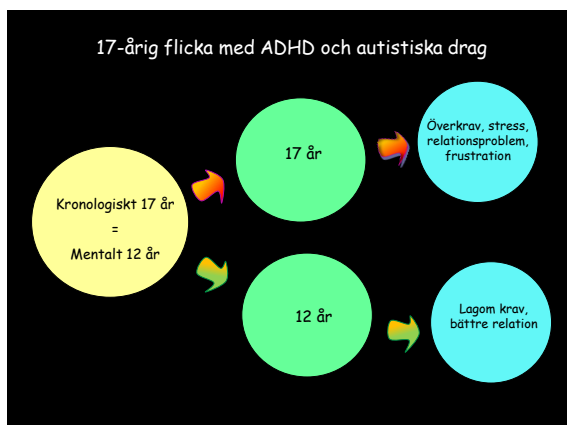 17-årig flicka med ADHD och autistiska drag
Kronologiskt 17 år
=
Mentalt 12 år
17 år
Överkrav, stress,
relationsproblem,
frustration
12 år
Lagom krav,
bättre relation